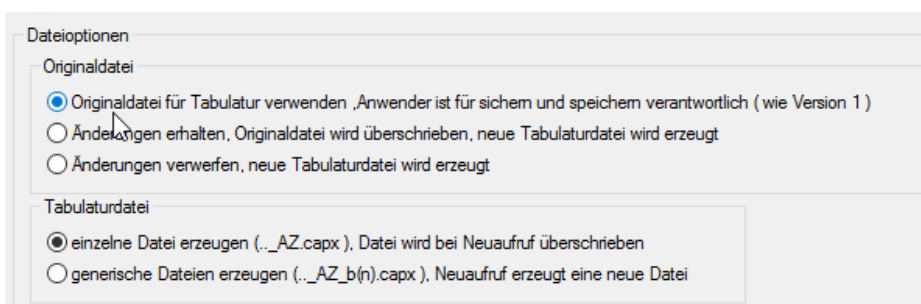 Dateioptionen
Originaldatei
Originaldatei für Tabulatur verwenden ,Anwender ist für sichern und speichern verantwortlich ( wie Version 1 )
Änderungen erhalten, Originaldatei wird überschrieben, neue Tabulaturdatei wird erzeugt
Änderungen verwerfen, neue Tabulaturdatei wird erzeugt
Tabulaturdatei
einzelne Datei erzeugen (.._AZ.capx ), Datei wird bei Neuaufruf überschrieben
generische Dateien erzeugen (.._AZ_b(n).capx ), Neuaufruf erzeugt eine neue Datei